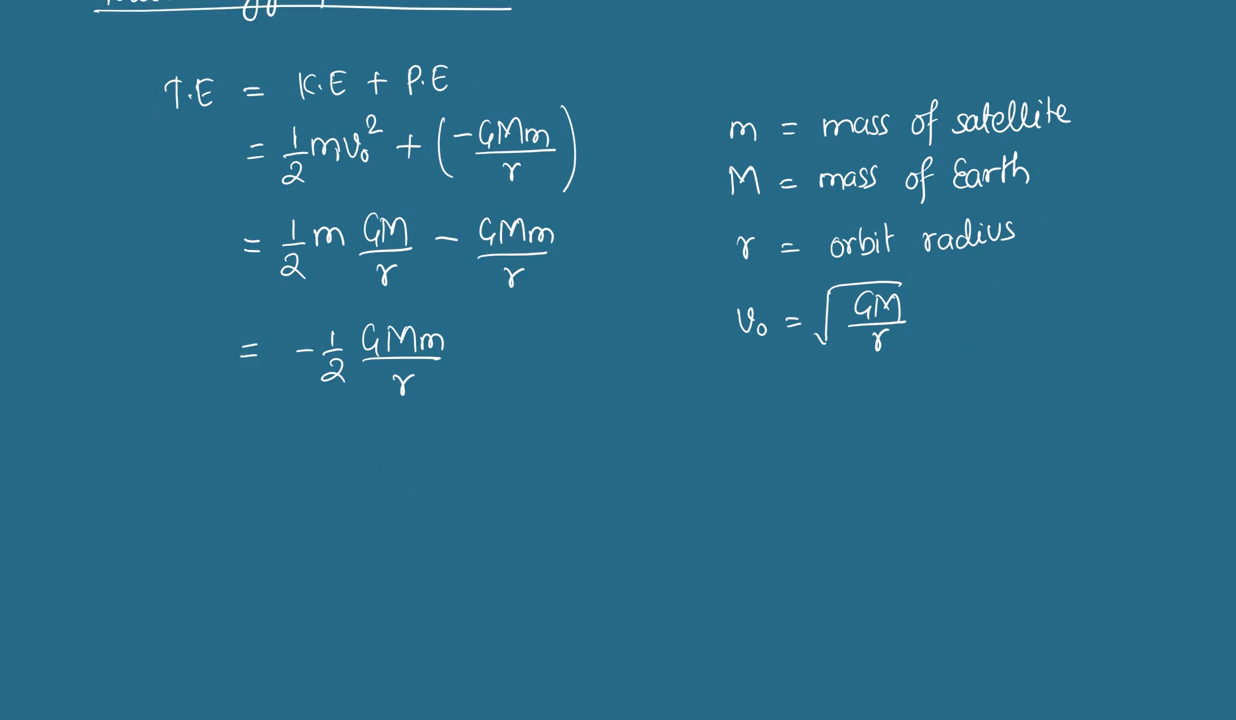 T.E = K.E + P.E
= 1/2 mv₀² + (-GMm/r)
= 1/2 m GM/r - GMm/r
= -1/2 GMm/r
m = mass of satellite
M = mass of Earth
r = orbit radius
v₀ = √(GM/r)